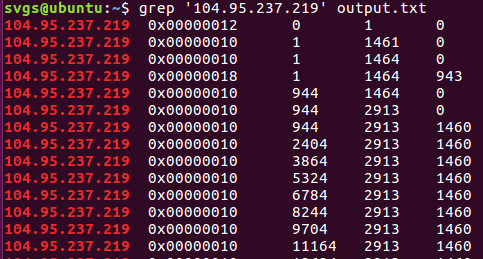 svgs@ubuntu:~$ grep '104.95.237.219' output.txt
104.95.237.219 0x00000012 0 1 0
104.95.237.219 0x00000010 1 1461 0
104.95.237.219 0x00000010 1 1464 0
104.95.237.219 0x00000018 1 1464 943
104.95.237.219 0x00000010 944 1464 0
104.95.237.219 0x00000010 944 2913 0
104.95.237.219 0x00000010 944 2913 1460
104.95.237.219 0x00000010 2404 2913 1460
104.95.237.219 0x00000010 3864 2913 1460
104.95.237.219 0x00000010 5324 2913 1460
104.95.237.219 0x00000010 6784 2913 1460
104.95.237.219 0x00000010 8244 2913 1460
104.95.237.219 0x00000010 9704 2913 1460
104.95.237.219 0x00000010 11164 2913 1460